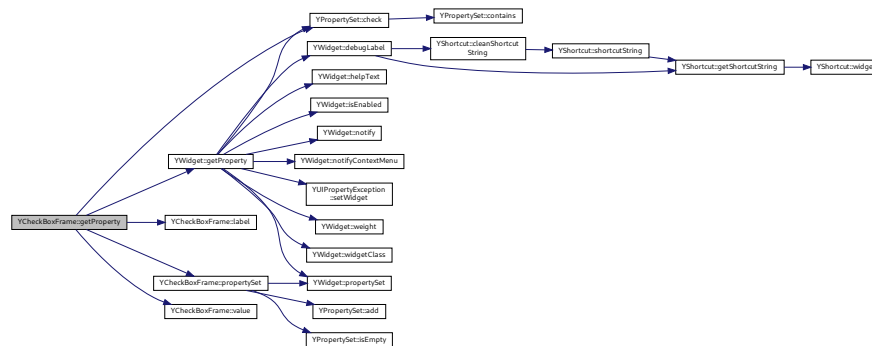 YPropertySet::check
YPropertySet::contains
YWidget::debugLabel
YShortcut::cleanShortcut
String
YShortcut::shortcutString
YShortcut::getShortcutString
YShortcut::widge
YWidget::helpText
YWidget::isEnabled
YWidget::notify
YWidget::getProperty
YWidget::notifyContextMenu
YUIPropertyException
::setWidget
YCheckBoxFrame::getProperty
YCheckBoxFrame::label
YWidget::weight
YWidget::widgetClass
YCheckBoxFrame::propertySet
YWidget::propertySet
YCheckBoxFrame::value
YPropertySet::add
YPropertySet::isEmpty